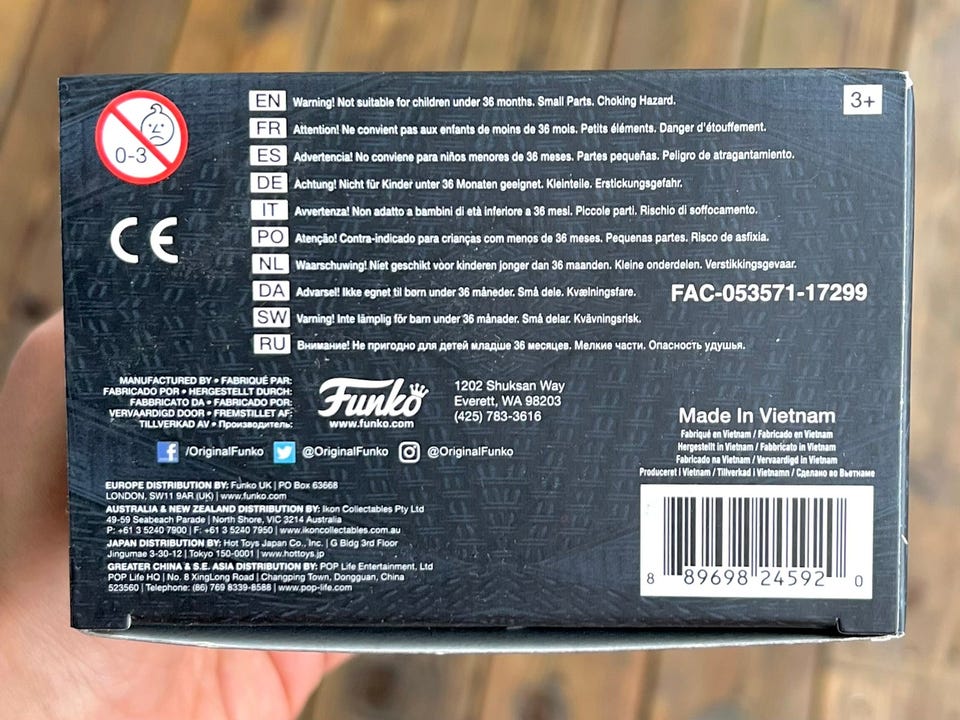 0-3
3+
EN Warning! Not suitable for children under 36 months. Small Parts. Choking Hazard.
FR Attention! Ne convient pas aux enfants de moins de 36 mois. Petits éléments. Danger d'étouffement.
ES Advertencia! No conviene para niños menores de 36 meses. Partes pequeñas. Peligro de atragantamiento.
DE Achtung! Nicht für Kinder unter 36 Monaten geeignet. Kleinteile. Erstickungsgefahr.
IT Avvertenza! Non adatto a bambini di età inferiore a 36 mesi. Piccole parti. Rischio di soffocamento.
PO Atenção! Contra-indicado para crianças com menos de 36 meses. Pequenas partes. Risco de asfixia.
NL Waarschuwing! Niet geschikt voor kinderen jonger dan 36 maanden. Kleine onderdelen. Verstikkingsgevaar.
DA Advarsel! Ikke egnet til børn under 36 måneder. Små dele. Kvælningsfare.
SW Varning! Inte lämplig för barn under 36 månader. Små delar. Kvävningsrisk.
RU Внимание! Не пригодно для детей младше 36 месяцев. Мелкие части. Опасность удушья.
CE
FAC-053571-17299
MANUFACTURED BY • FABRIQUÉ PAR:
FABRICADO POR • HERGESTELLT DURCH:
FABBRICATO DA • FABRICADO POR:
VERVAARDIGD DOOR • FREMSTILLET AF:
TILLVERKAD AV • Производитель:
Funko
www.funko.com
1202 Shuksan Way
Everett, WA 98203
(425) 783-3616
/OriginalFunko @OriginalFunko @OriginalFunko
Made In Vietnam
Fabriqué en Vietnam / Fabricado en Vietnam
Hergestellt in Vietnam / Fabbricato in Vietnam
Fabricado na Vietnam / Vervaardigd in Vietnam
Produceret i Vietnam / Tillverkad i Vietnam / Сделано во Вьетнаме
EUROPE DISTRIBUTION BY: Funko UK | PO Box 63668
LONDON, SW11 9AR (UK) | www.funko.com
AUSTRALIA & NEW ZEALAND DISTRIBUTION BY: Ikon Collectables Pty Ltd
49-59 Seabeach Parade | North Shore, VIC 3214 Australia
P: +61 3 5240 7900 | F: +61 3 5240 7950 | www.ikoncollectables.com.au
JAPAN DISTRIBUTION BY: Hot Toys Japan Co., Inc. | G Bldg 3rd Floor
Jingumae 3-30-12 | Tokyo 150-0001 | www.hottoys.jp
GREATER CHINA & S.E. ASIA DISTRIBUTION BY: POP Life Entertainment, Ltd
POP Life HQ | No. 8 XingLong Road | Changping Town, Dongguan, China
523560 | Telephone: (86) 769 8339-8588 | www.pop-life.com
8 89698 24592 0